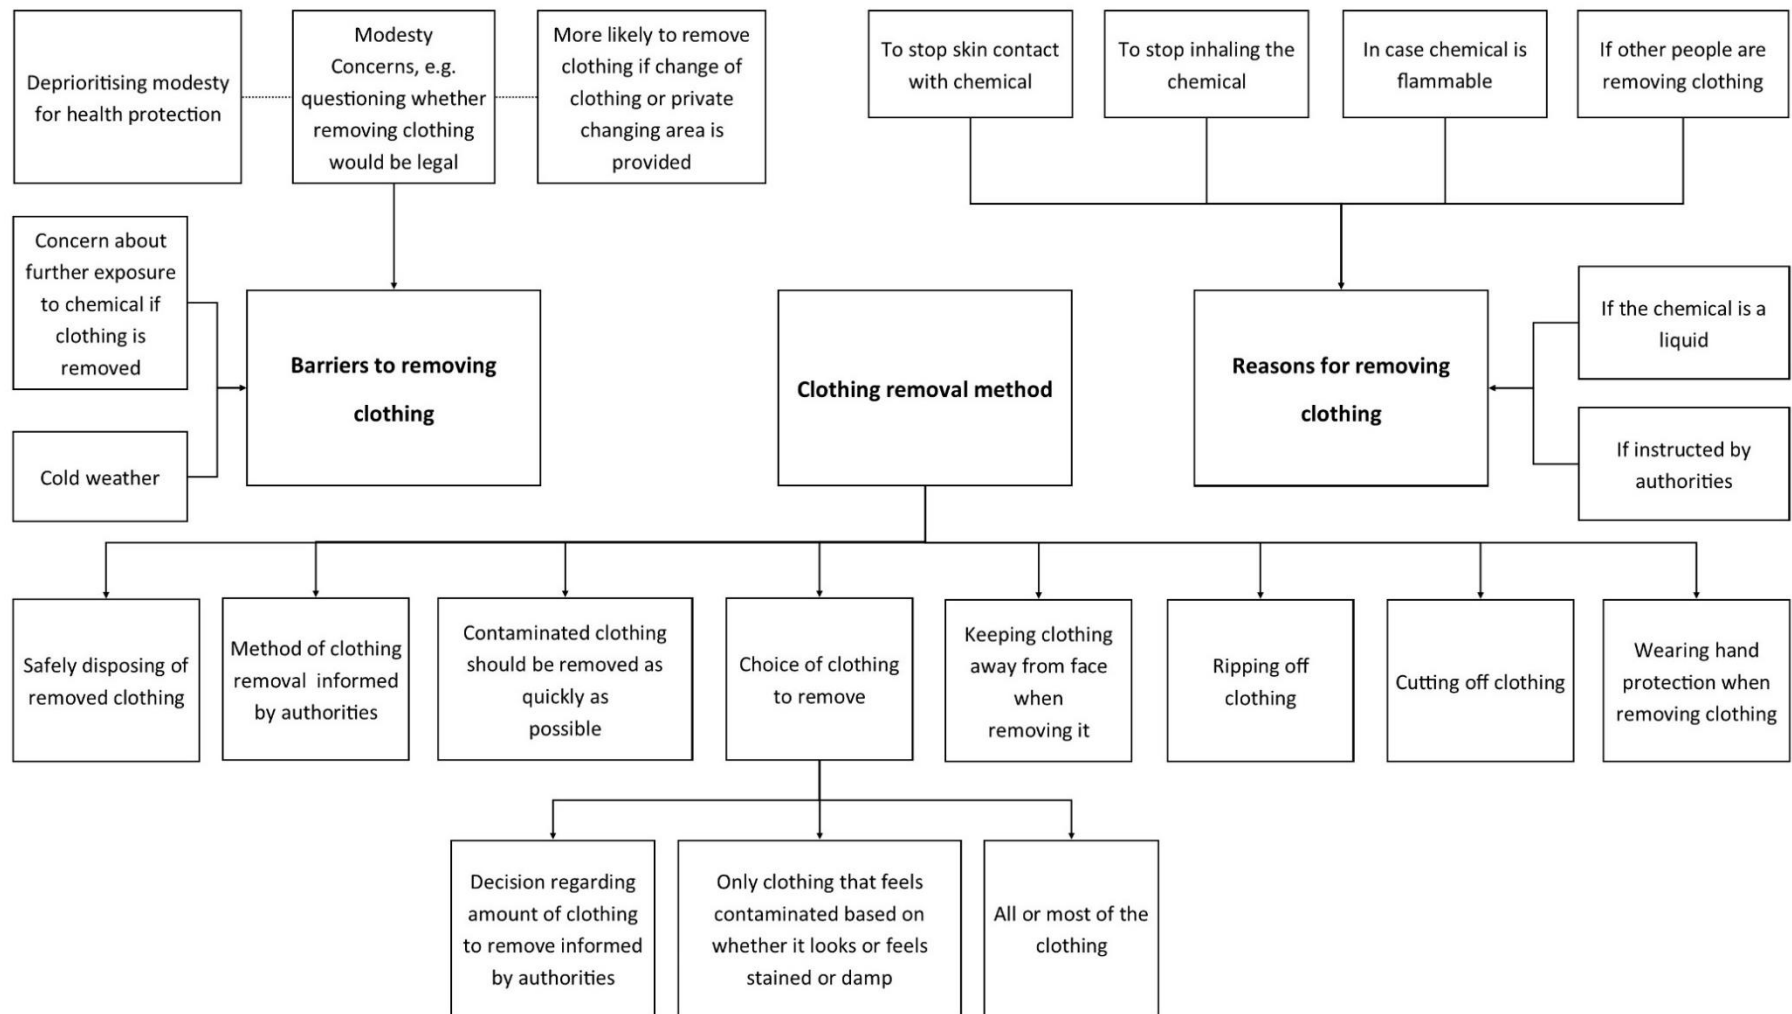 Deprioritising modesty
for health protection
Modesty
Concerns, e.g.
questioning whether
removing clothing
would be legal
More likely to remove
clothing if change of
clothing or private
changing area is
provided
To stop skin contact
with chemical
To stop inhaling the
chemical
In case chemical is
flammable
If other people are
removing clothing
Concern about
further exposure
to chemical if
clothing is
removed
Cold weather
Barriers to removing
clothing
Clothing removal method
Reasons for removing
clothing
If the chemical is a
liquid
If instructed by
authorities
Safely disposing of
removed clothing
Method of clothing
removal informed
by authorities
Contaminated clothing
should be removed as
quickly as
possible
Choice of clothing
to remove
Keeping clothing
away from face
when
removing it
Ripping off
clothing
Cutting off clothing
Wearing hand
protection when
removing clothing
Decision regarding
amount of clothing
to remove informed
by authorities
Only clothing that feels
contaminated based on
whether it looks or feels
stained or damp
All or most of the
clothing